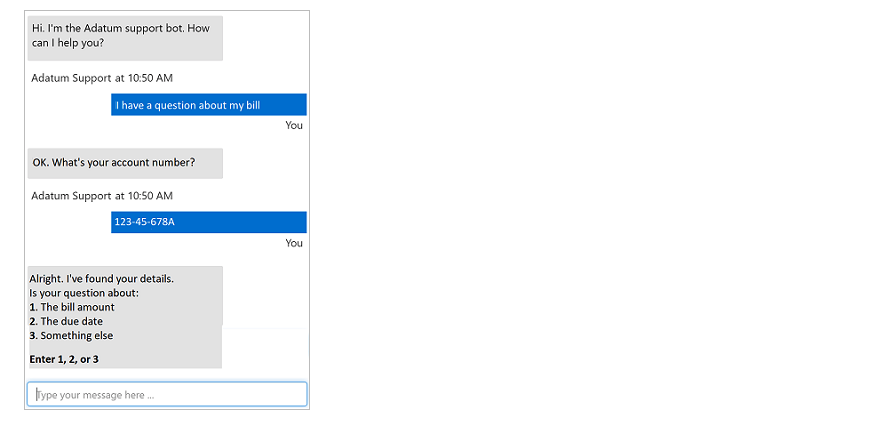 Hi. I'm the Adatum support bot. How
can I help you?
Adatum Support at 10:50 AM
I have a question about my bill
You
OK. What's your account number?
Adatum Support at 10:50 AM
123-45-678A
You
Alright. I've found your details.
Is your question about:
1. The bill amount
2. The due date
3. Something else
Enter 1, 2, or 3
Type your message here ...